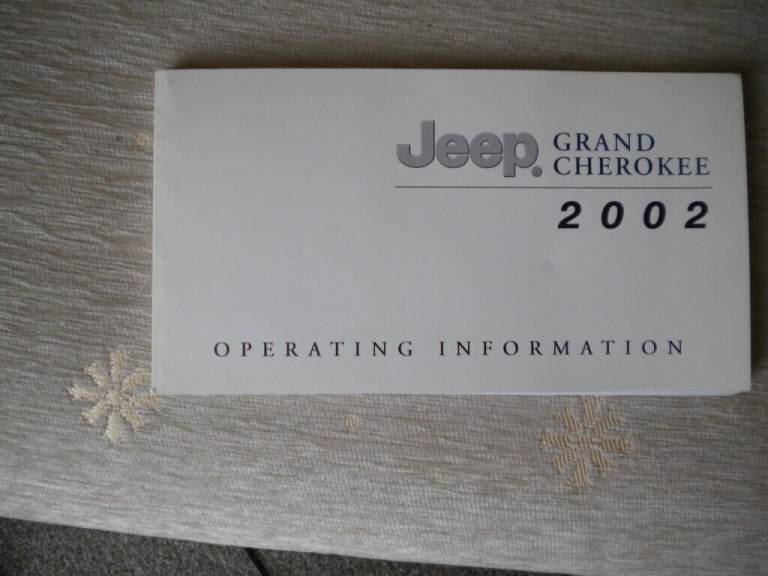 Jeep® GRAND
CHEROKEE
2002
OPERATING INFORMATION